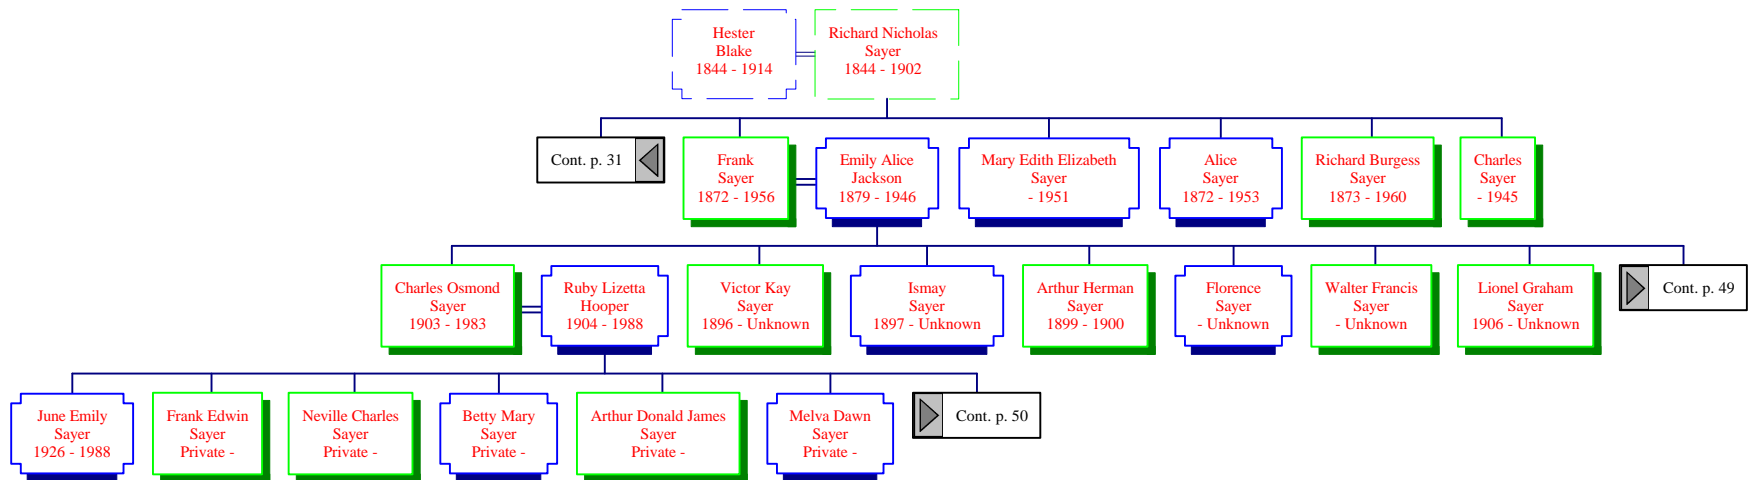 Hester
Blake
1844 - 1914
Richard Nicholas
Sayer
1844 - 1902
Cont. p. 31
Frank
Sayer
1872 - 1956
Emily Alice
Jackson
1879 - 1946
Mary Edith Elizabeth
Sayer
- 1951
Alice
Sayer
1872 - 1953
Richard Burgess
Sayer
1873 - 1960
Charles
Sayer
- 1945
Charles Osmond
Sayer
1903 - 1983
Ruby Lizetta
Hooper
1904 - 1988
Victor Kay
Sayer
1896 - Unknown
Ismay
Sayer
1897 - Unknown
Arthur Herman
Sayer
1899 - 1900
Florence
Sayer
- Unknown
Walter Francis
Sayer
- Unknown
Lionel Graham
Sayer
1906 - Unknown
Cont. p. 49
June Emily
Sayer
1926 - 1988
Frank Edwin
Sayer
Private -
Neville Charles
Sayer
Private -
Betty Mary
Sayer
Private -
Arthur Donald James
Sayer
Private -
Melva Dawn
Sayer
Private -
Cont. p. 50